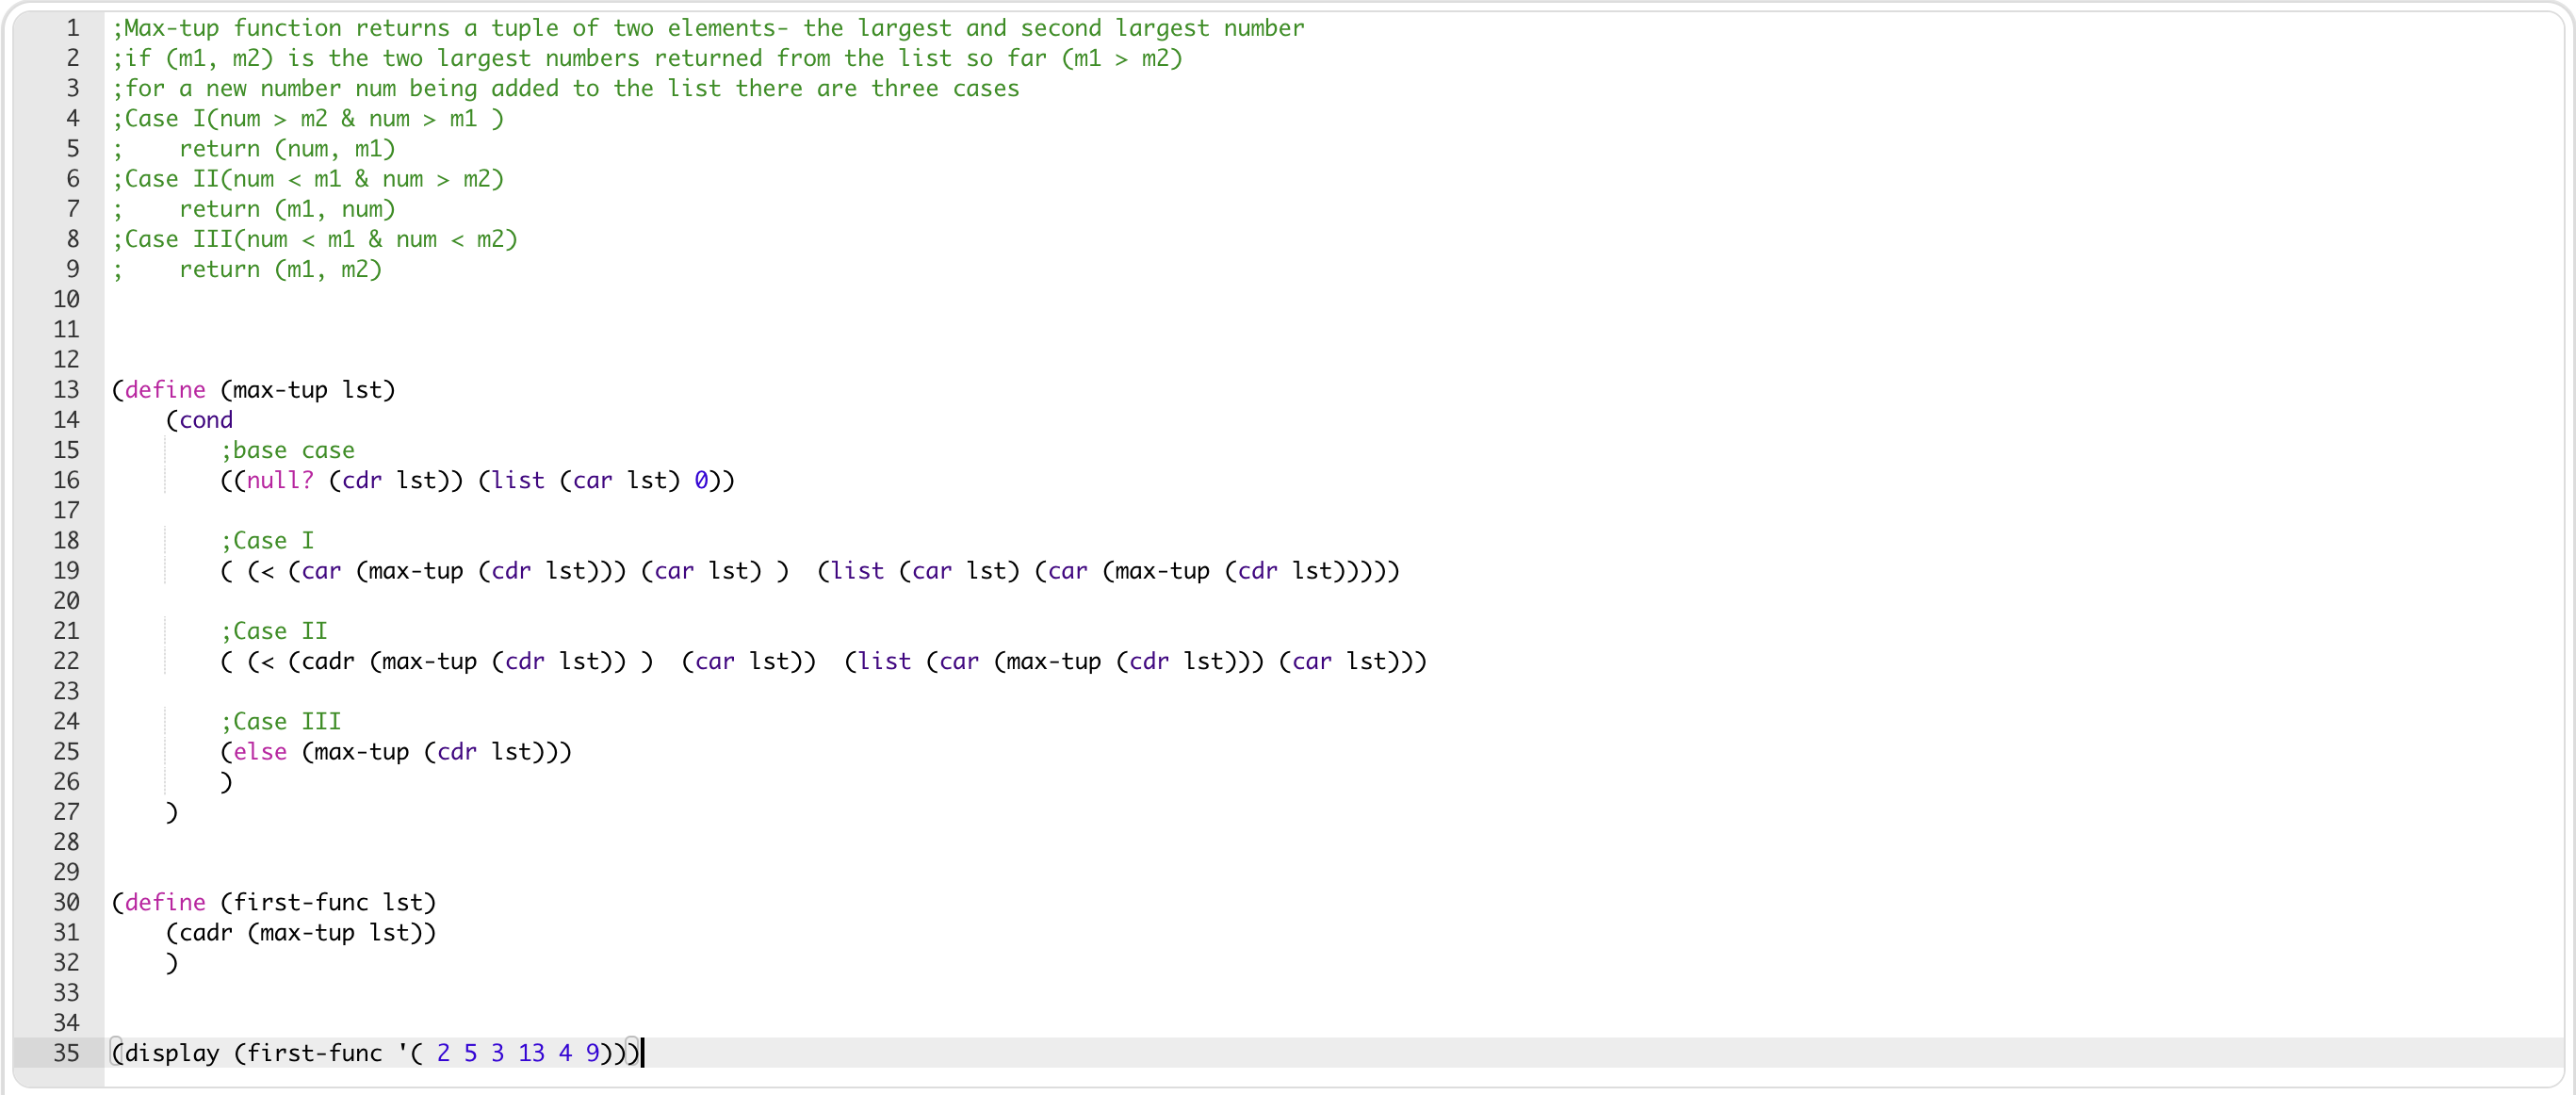 1 ;Max-tup function returns a tuple of two elements- the largest and second largest number
2 ;if (m1, m2) is the two largest numbers returned from the list so far (m1 > m2)
3 ;for a new number num being added to the list there are three cases
4 ;Case I(num > m2 & num > m1 )
5 ;    return (num, m1)
6 ;Case II(num < m1 & num > m2)
7 ;    return (m1, num)
8 ;Case III(num < m1 & num < m2)
9 ;    return (m1, m2)
10
11
12
13 (define (max-tup lst)
14     (cond
15         ;base case
16         ((null? (cdr lst)) (list (car lst) 0))
17
18         ;Case I
19         ( (< (car (max-tup (cdr lst))) (car lst) )  (list (car lst) (car (max-tup (cdr lst)))))
20
21         ;Case II
22         ( (< (cadr (max-tup (cdr lst)) )  (car lst))  (list (car (max-tup (cdr lst))) (car lst)))
23
24         ;Case III
25         (else (max-tup (cdr lst)))
26         )
27     )
28
29
30 (define (first-func lst)
31     (cadr (max-tup lst))
32     )
33
34
35 (display (first-func '( 2 5 3 13 4 9)))